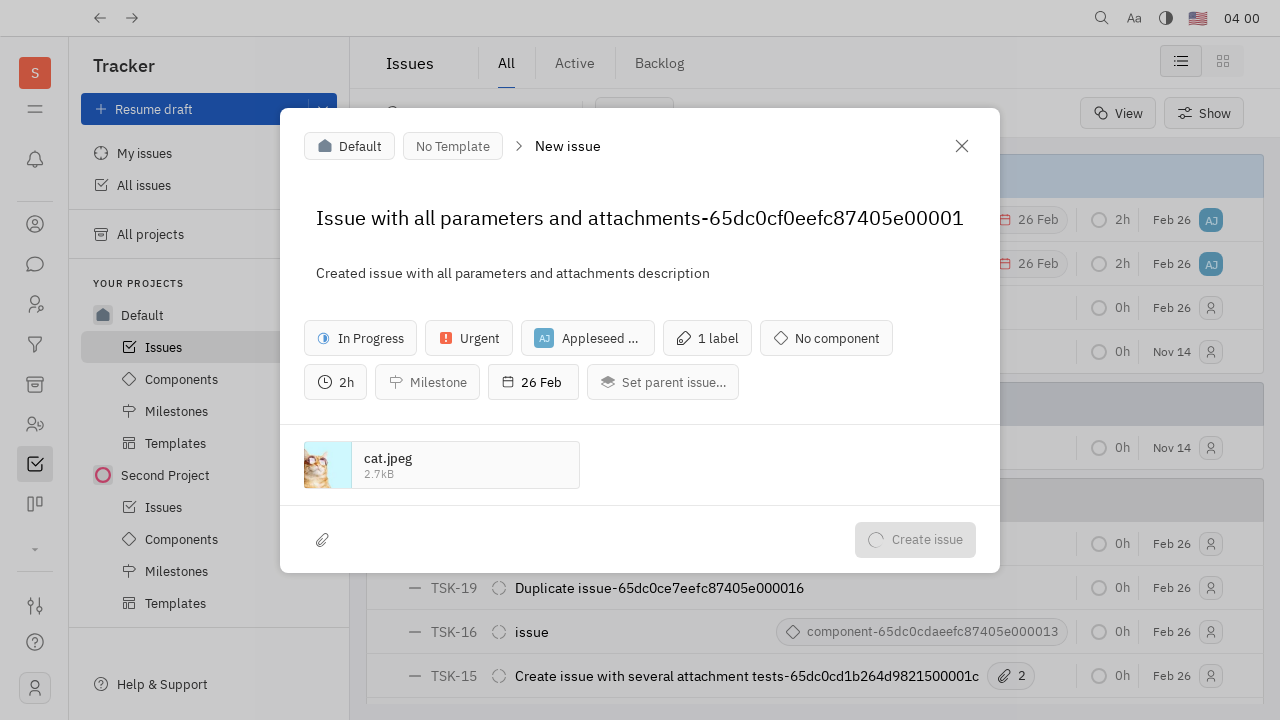 Aa
04 00
S
Tracker
Issues
All
Active
Backlog
Resume draft
View
Show
My issues
All issues
All projects
YOUR PROJECTS
Default
Issues
Components
Milestones
Templates
Second Project
Issues
Components
Milestones
Templates
Help & Support
Default
No Template
New issue
Issue with all parameters and attachments-65dc0cf0eefc87405e00001
Created issue with all parameters and attachments description
In Progress
Urgent
AJ Appleseed ...
1 label
No component
2h
Milestone
26 Feb
Set parent issue...
cat.jpeg
2.7kB
Create issue
26 Feb 2h Feb 26 AJ
26 Feb 2h Feb 26 AJ
0h Feb 26
0h Nov 14
0h Nov 14
0h Feb 26
TSK-19 Duplicate issue-65dc0ce7eefc87405e000016 0h Feb 26
TSK-16 issue component-65dc0cdaeefc87405e000013 0h Feb 26
TSK-15 Create issue with several attachment tests-65dc0cd1b264d9821500001c 2 0h Feb 26